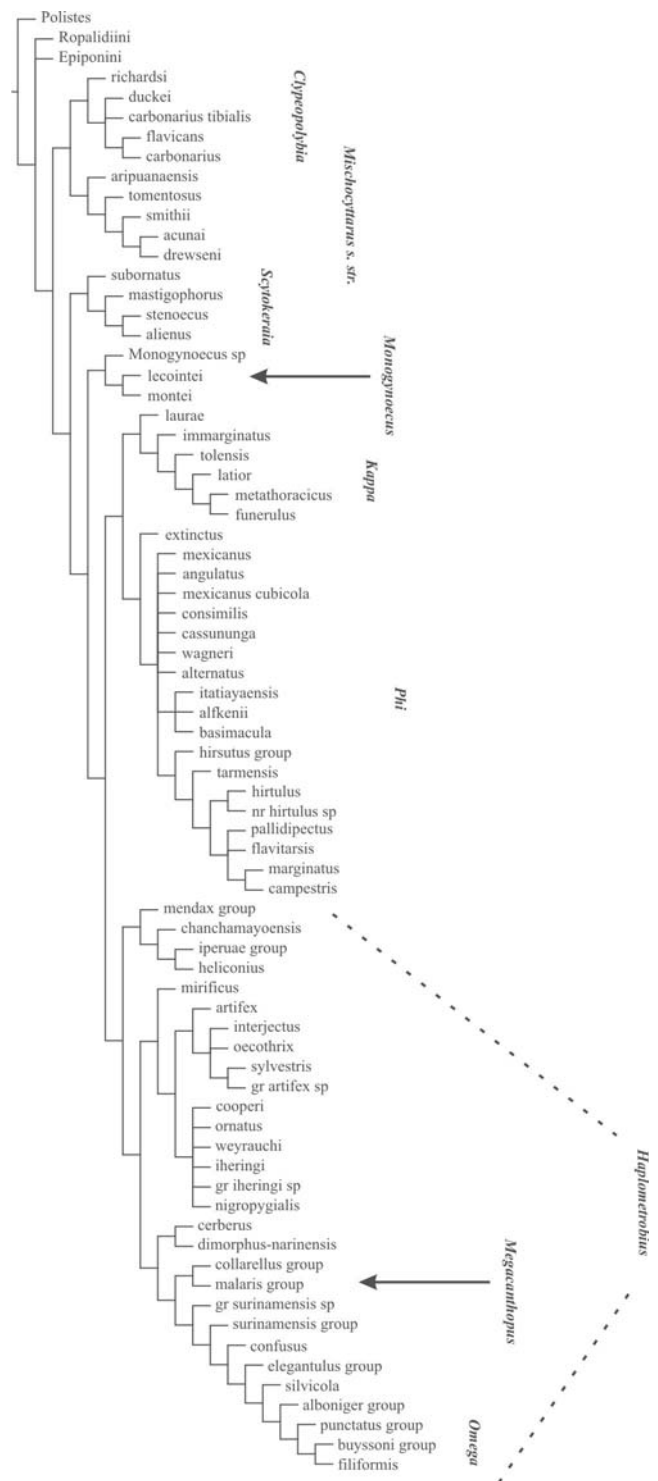 Polistes
Ropalidiini
Epiponini
richardsi
duckei
carbonarius tibialis
flavicans
carbonarius
aripuanaensis
tomentosus
smithii
acunai
drewseni
subornatus
mastigophorus
stenoecus
alienus
Monogynoecus sp
lecointei
montei
laurae
immarginatus
tolensis
latior
metathoracicus
funerulus
extinctus
mexicanus
angulatus
mexicanus cubicola
consimilis
cassununga
wagneri
alternatus
itatiayaensis
alfkenii
basimacula
hirsutus group
tarmensis
hirtulus
nr hirtulus sp
pallidipectus
flavitarsis
marginatus
campestris
mendax group
chanchamayoensis
iperuae group
heliconius
mirificus
artifex
interjectus
oecothrix
sylvestris
gr artifex sp
cooperi
ornatus
weyrauchi
iheringi
gr iheringi sp
nigropygialis
cerberus
dimorphus-narinensis
collarellus group
malaris group
gr surinamensis sp
surinamensis group
confusus
elegantulus group
silvicola
alboniger group
punctatus group
buyssoni group
filiformis
Clypeopolybia
Mischocyttarus s. str.
Scytokeraia
Monogynoecus
Kappa
Phi
Haplometrobius
Megacanthopus
Omega